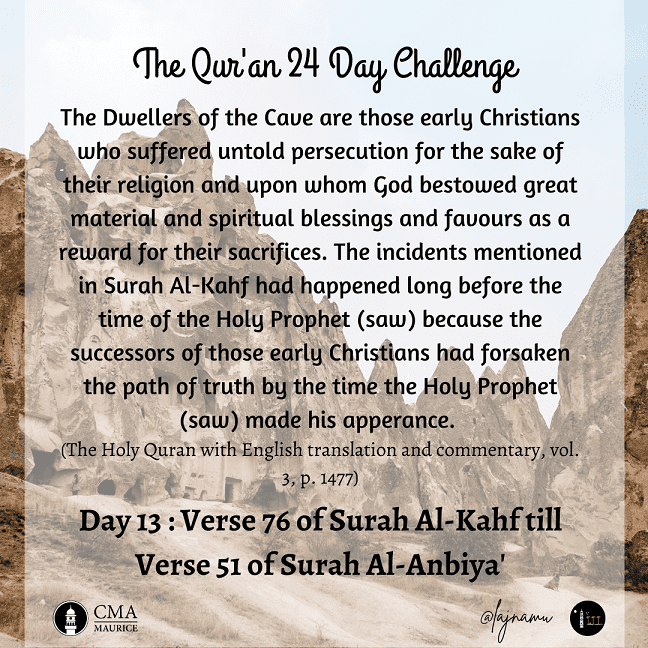 The Qur'an 24 Day Challenge
The Dwellers of the Cave are those early Christians
who suffered untold persecution for the sake of
their religion and upon whom God bestowed great
material and spiritual blessings and favours as a
reward for their sacrifices. The incidents mentioned
in Surah Al-Kahf had happened long before the
time of the Holy Prophet (saw) because the
successors of those early Christians had forsaken
the path of truth by the time the Holy Prophet
(saw) made his apperance.
(The Holy Quran with English translation and commentary, vol.
3, p. 1477)
Day 13 : Verse 76 of Surah Al-Kahf till
Verse 51 of Surah Al-Anbiya'
CMA
MAURICE
@lajnamu